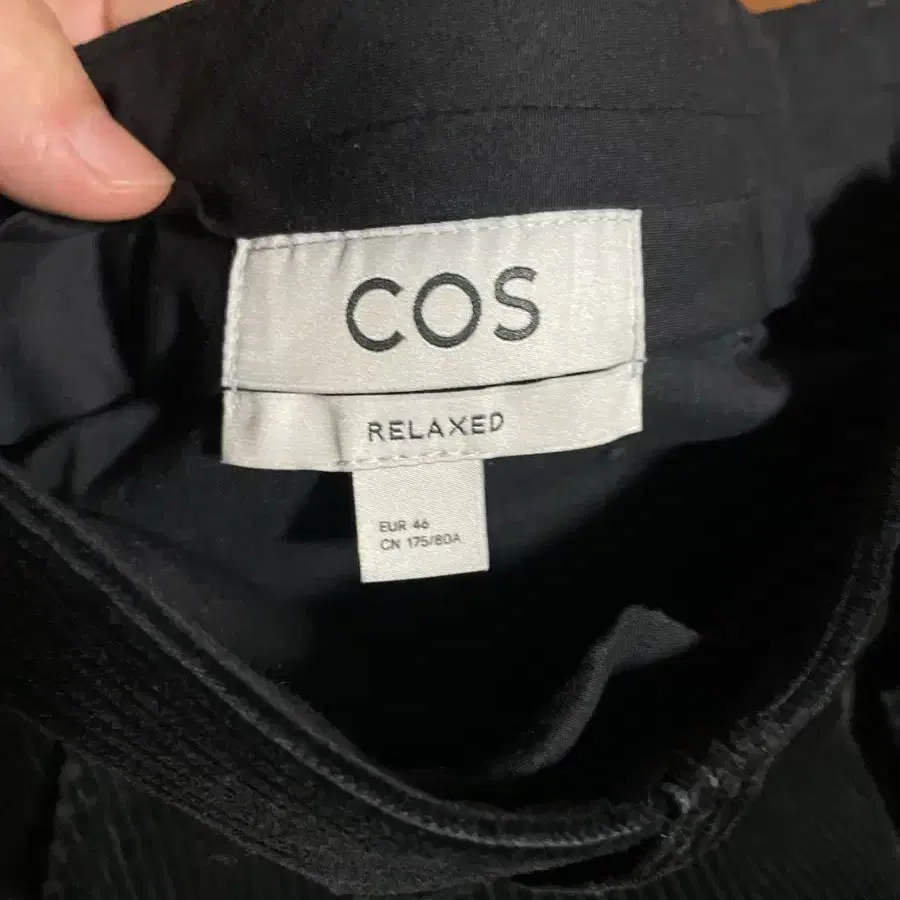 COS
RELAXED
EUR 46
CN 175/80A